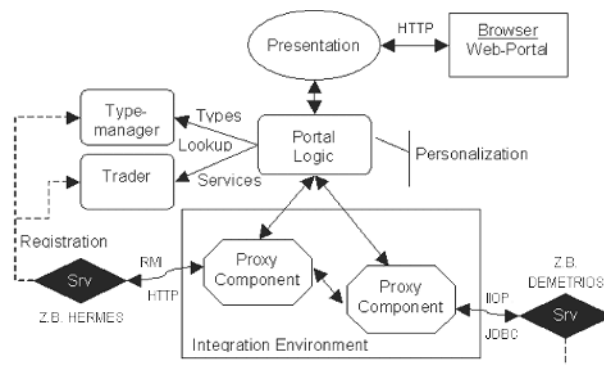 HTTP
Browser
Web-Portal
Presentation
Type-
manager
Types
Lookup
Portal
Logic
Personalization
Trader
Services
Registration
RMI
HTTP
Srv
Z.B. HERMES
Proxy
Component
Proxy
Component
Integration Environment
IIOP
JDBC
Z.B.
DEMETRIOS
Srv